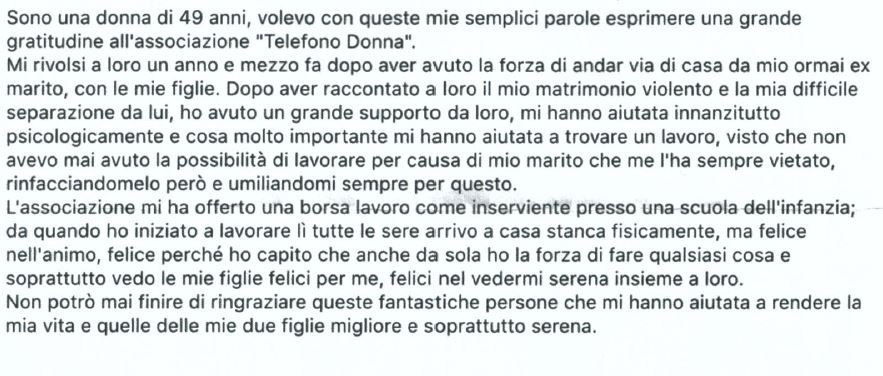 Sono una donna di 49 anni, volevo con queste mie semplici parole esprimere una grande
gratitudine all'associazione "Telefono Donna".
Mi rivolsi a loro un anno e mezzo fa dopo aver avuto la forza di andar via di casa da mio ormai ex
marito, con le mie figlie. Dopo aver raccontato a loro il mio matrimonio violento e la mia difficile
separazione da lui, ho avuto un grande supporto da loro, mi hanno aiutata innanzitutto
psicologicamente e cosa molto importante mi hanno aiutata a trovare un lavoro, visto che non
avevo mai avuto la possibilità di lavorare per causa di mio marito che me l'ha sempre vietato,
rinfacciandomelo però e umiliandomi sempre per questo.
L'associazione mi ha offerto una borsa lavoro come inserviente presso una scuola dell'infanzia;
da quando ho iniziato a lavorare lì tutte le sere arrivo a casa stanca fisicamente, ma felice
nell'animo, felice perché ho capito che anche da sola ho la forza di fare qualsiasi cosa e
soprattutto vedo le mie figlie felici per me, felici nel vedermi serena insieme a loro.
Non potrò mai finire di ringraziare queste fantastiche persone che mi hanno aiutata a rendere la
mia vita e quelle delle mie due figlie migliore e soprattutto serena.